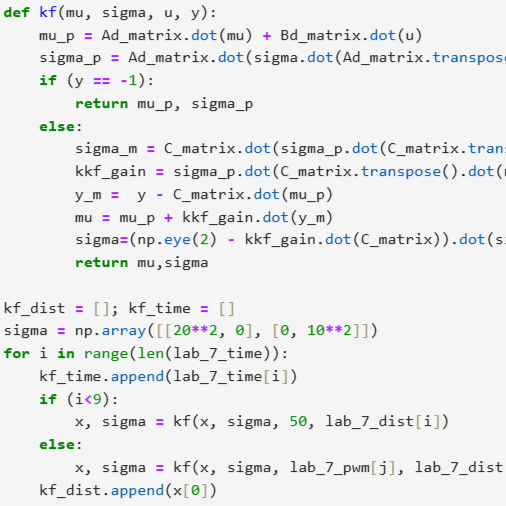 def kf(mu, sigma, u, y):
    mu_p = Ad_matrix.dot(mu) + Bd_matrix.dot(u)
    sigma_p = Ad_matrix.dot(sigma.dot(Ad_matrix.transpose
    if (y == -1):
        return mu_p, sigma_p
    else:
        sigma_m = C_matrix.dot(sigma_p.dot(C_matrix.tran
        kkf_gain = sigma_p.dot(C_matrix.transpose().dot(
        y_m =  y - C_matrix.dot(mu_p)
        mu = mu_p + kkf_gain.dot(y_m)
        sigma=(np.eye(2) - kkf_gain.dot(C_matrix)).dot(si
        return mu,sigma

kf_dist = []; kf_time = []
sigma = np.array([[20**2, 0], [0, 10**2]])
for i in range(len(lab_7_time)):
    kf_time.append(lab_7_time[i])
    if (i<9):
        x, sigma = kf(x, sigma, 50, lab_7_dist[i])
    else:
        x, sigma = kf(x, sigma, lab_7_pwm[j], lab_7_dist
    kf_dist.append(x[0])